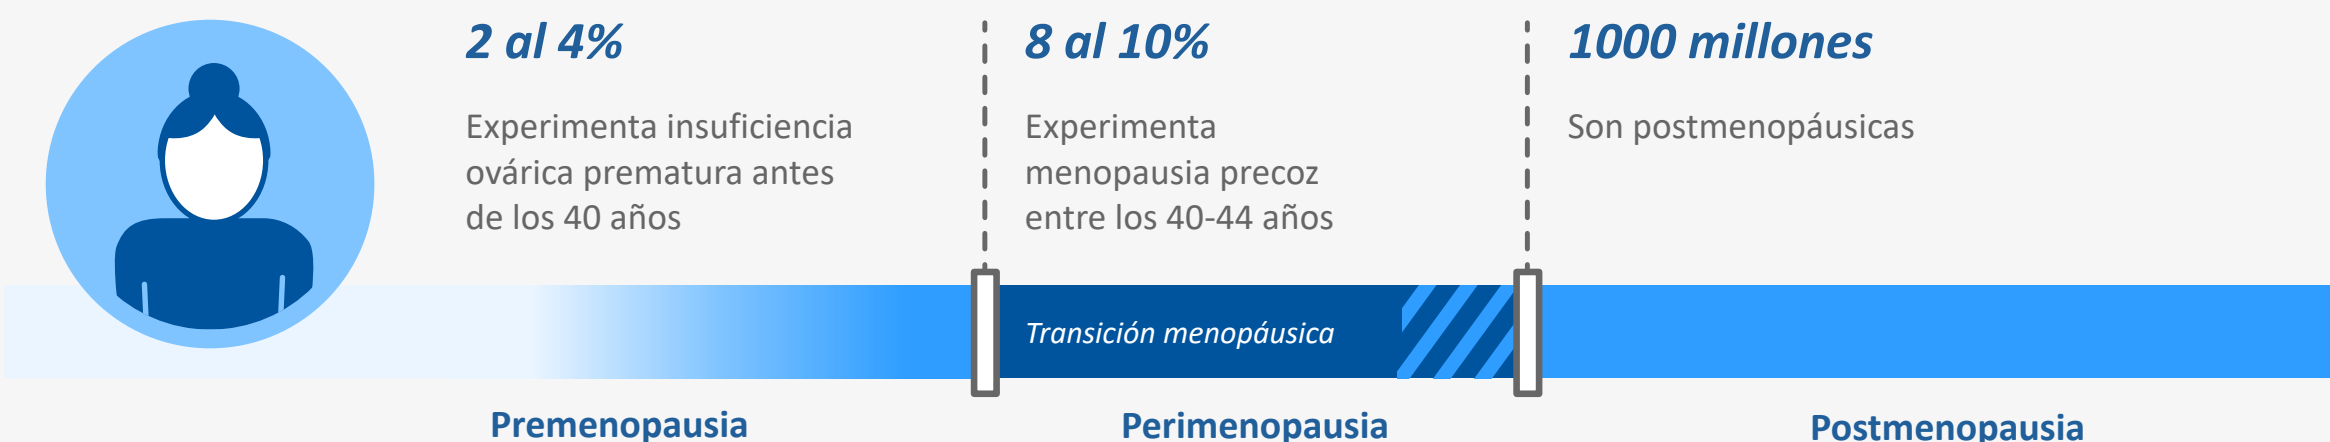 2 al 4%
Experimenta insuficiencia
ovárica prematura antes
de los 40 años
8 al 10%
Experimenta
menopausia precoz
entre los 40-44 años
1000 millones
Son postmenopáusicas
Transición menopáusica
Premenopausia
Perimenopausia
Postmenopausia